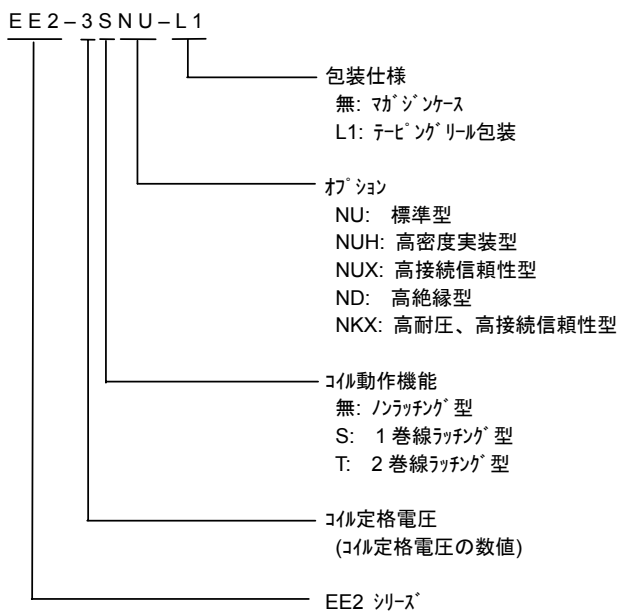 EE2–3SNU–L1
包装仕様
無: ﾏｶﾞｼﾞﾝｹｰｽ
L1: ﾃｰﾋﾟﾝｸﾞﾘｰﾙ包装
ｵﾌﾟｼｮﾝ
NU: 標準型
NUH: 高密度実装型
NUX: 高接続信頼性型
ND: 高絶縁型
NKX: 高耐圧、高接続信頼性型
ｺｲﾙ動作機能
無: ﾉﾝﾗｯﾁﾝｸﾞ型
S: 1巻線ﾗｯﾁﾝｸﾞ型
T: 2巻線ﾗｯﾁﾝｸﾞ型
ｺｲﾙ定格電圧
(ｺｲﾙ定格電圧の数値)
EE2 ｼﾘｰｽﾞ